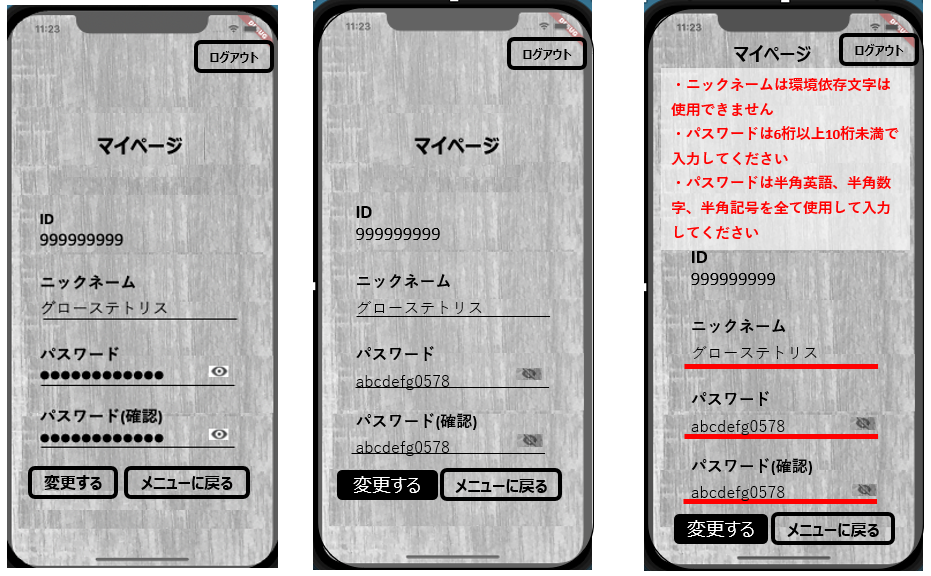 11:23
ログアウト
マイページ
ID
999999999
ニックネーム
グローステトリス
パスワード
●●●●●●●●●●●●
パスワード(確認)
●●●●●●●●●●●●
変更する
メニューに戻る
11:23
ログアウト
マイページ
ID
999999999
ニックネーム
グローステトリス
パスワード
abcdefg0578
パスワード(確認)
abcdefg0578
変更する
メニューに戻る
11:23
マイページ
ログアウト
・ニックネームは環境依存文字は
使用できません
・パスワードは6桁以上10桁未満で
入力してください
・パスワードは半角英語、半角数
字、半角記号を全て使用して入力
してください
ID
999999999
ニックネーム
グローステトリス
パスワード
abcdefg0578
パスワード(確認)
abcdefg0578
変更する
メニューに戻る